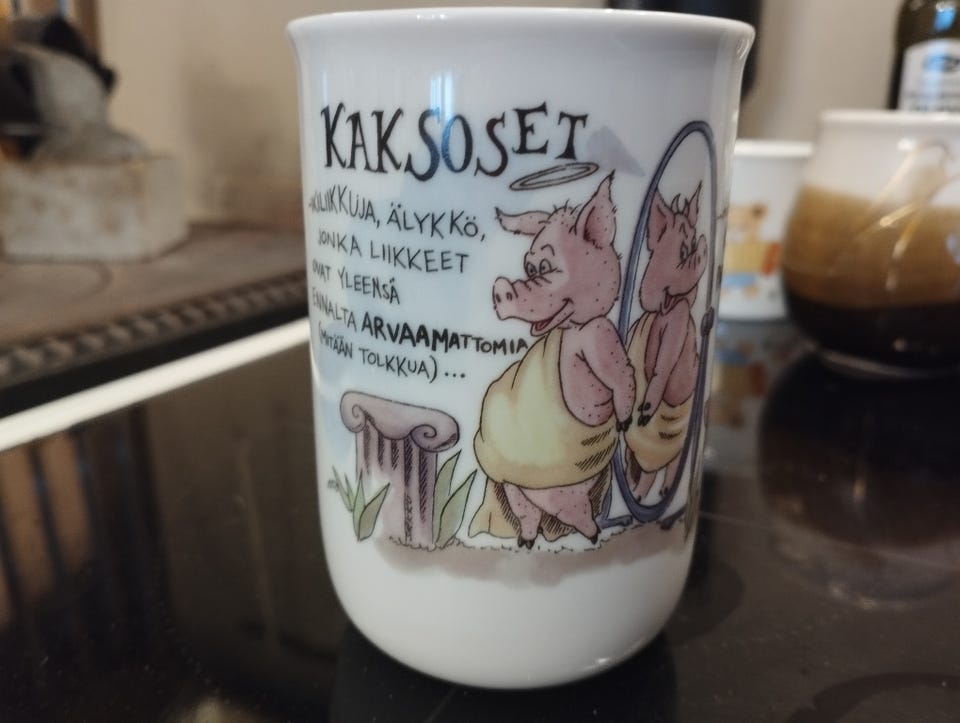 KAKSOSET
ÄLYKKÖ,
JONKA LIIKKEET
OVAT YLEENSÄ
ENNALTA ARVAAMATTOMIA
(MITÄÄN TOLKKUA) ...